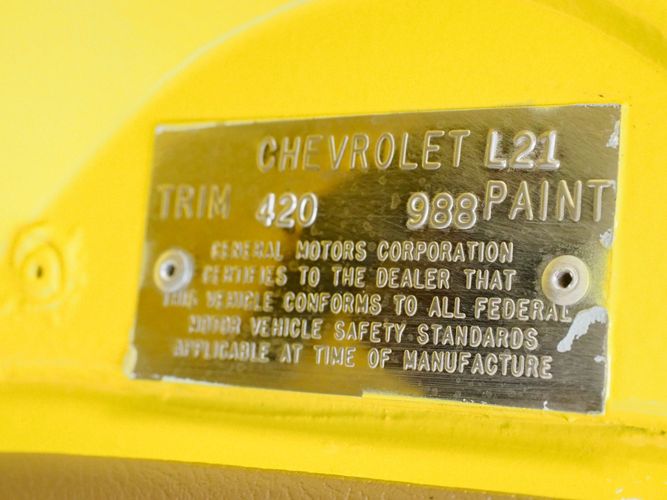 CHEVROLET L21
TRIM 420 988 PAINT
GENERAL MOTORS CORPORATION
CERTIFIES TO THE DEALER THAT
THIS VEHICLE CONFORMS TO ALL FEDERAL
MOTOR VEHICLE SAFETY STANDARDS
APPLICABLE AT TIME OF MANUFACTURE